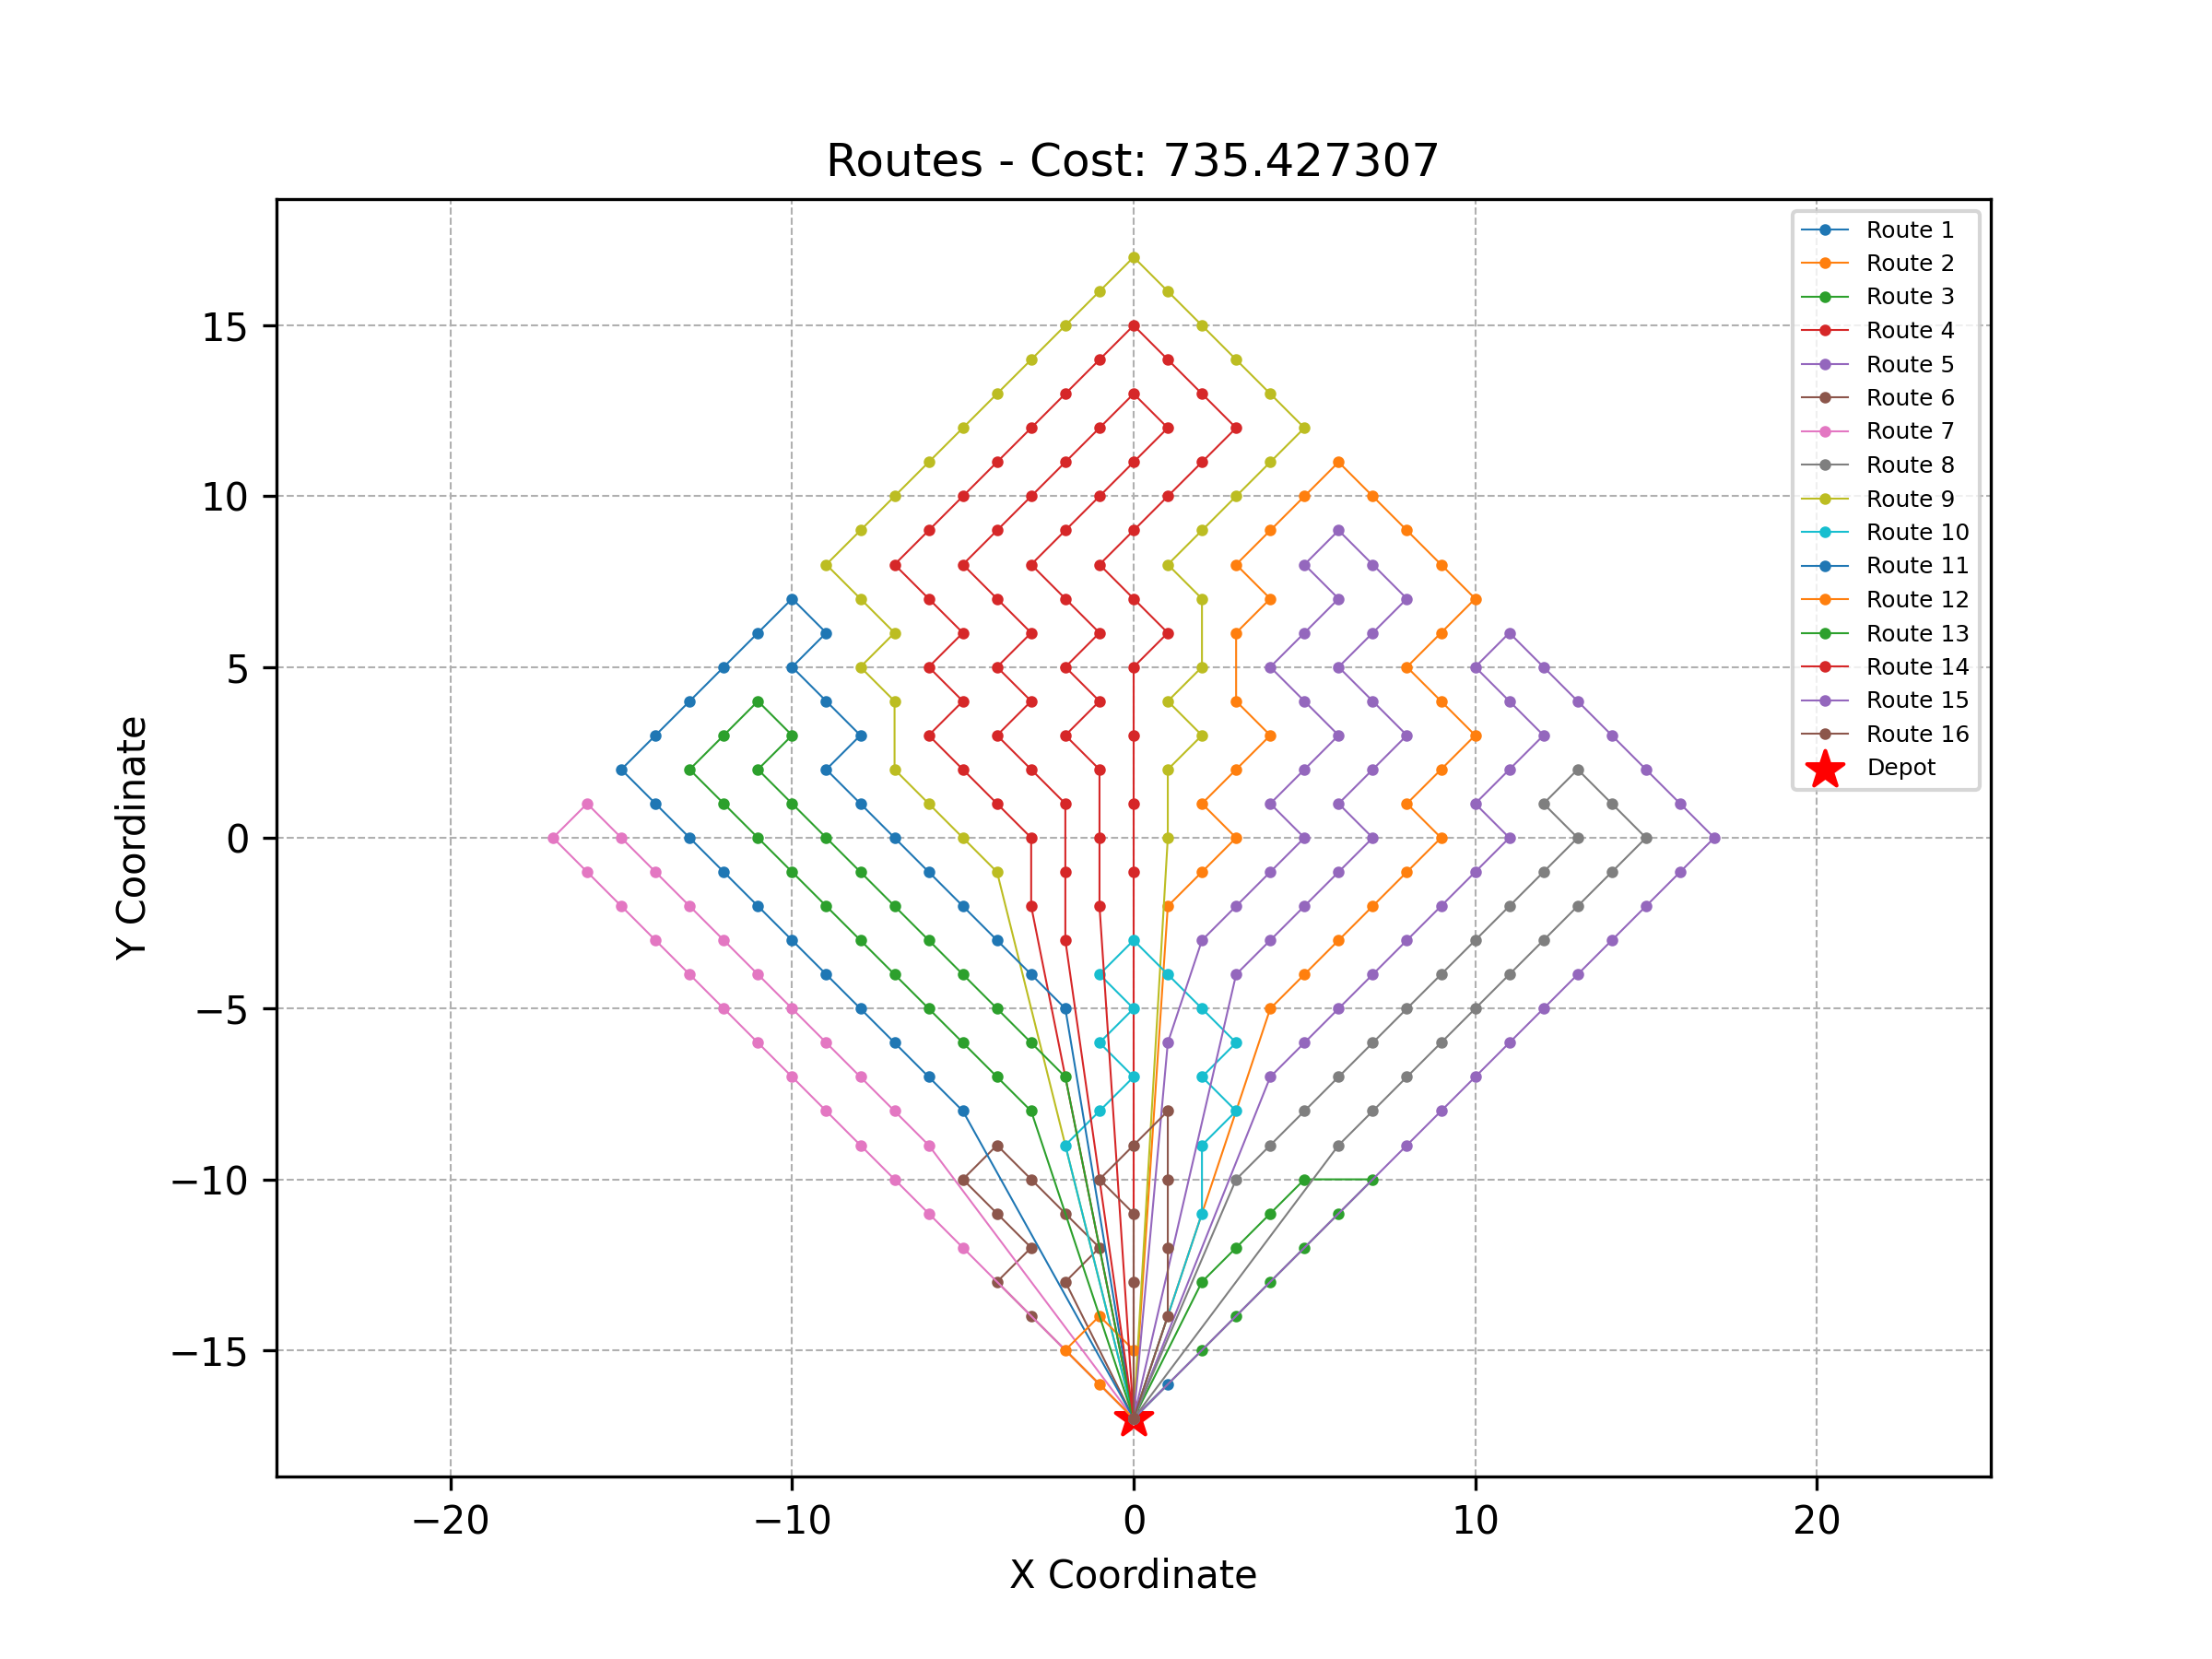 Routes - Cost: 735.427307
Route 1
Route 2
Route 3
Route 4
Route 5
Route 6
Route 7
Route 8
Route 9
Route 10
Route 11
Route 12
Route 13
Route 14
Route 15
Route 16
Depot
15
10
5
0
−5
−10
−15
Y Coordinate
−20
−10
0
10
20
X Coordinate